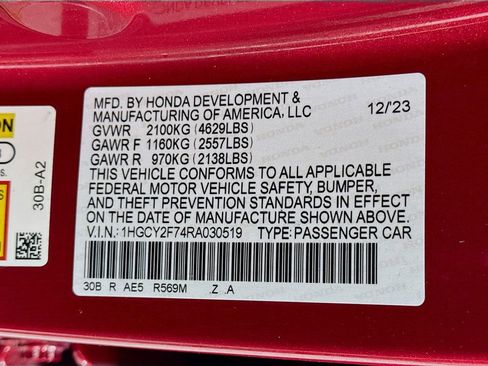 MFD. BY HONDA DEVELOPMENT &
MANUFACTURING OF AMERICA, LLC 12/'23
GVWR 2100KG (4629LBS)
GAWR F 1160KG (2557LBS)
GAWR R 970KG (2138LBS)
THIS VEHICLE CONFORMS TO ALL APPLICABLE
FEDERAL MOTOR VEHICLE SAFETY, BUMPER,
AND THEFT PREVENTION STANDARDS IN EFFECT
ON THE DATE OF MANUFACTURE SHOWN ABOVE.
V.I.N.: 1HGCY2F74RA030519 TYPE:PASSENGER CAR
30B R AE5 R569M .Z .A
30B-A2
ON
s.